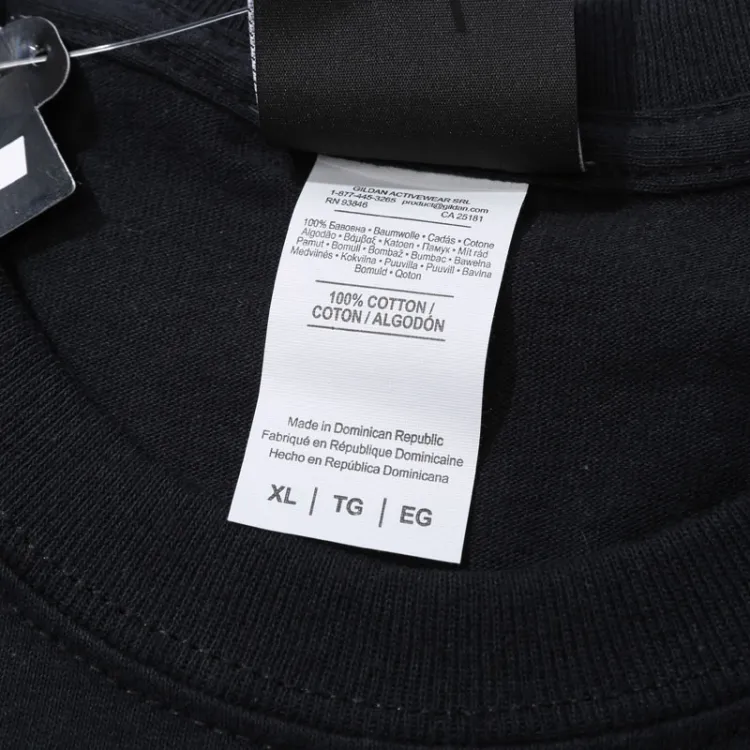 GILDAN ACTIVEWEAR SRL
1-877-445-3265 product@gildan.com
RN 93846 CA 25181
100% Бавовна • Baumwolle • Cadás • Cotone
Algodão • Βάμβαξ • Katoen • Памук • Mit rád
Pamut • Bomull • Bombaž • Bumbac • Bawełna
Medvilnės • Kokvilna • Puuvilla • Puuvill • Bavlna
Bomuld • Qoton
100% COTTON /
COTON / ALGODÓN
Made in Dominican Republic
Fabriqué en République Dominicaine
Hecho en República Dominicana
XL | TG | EG